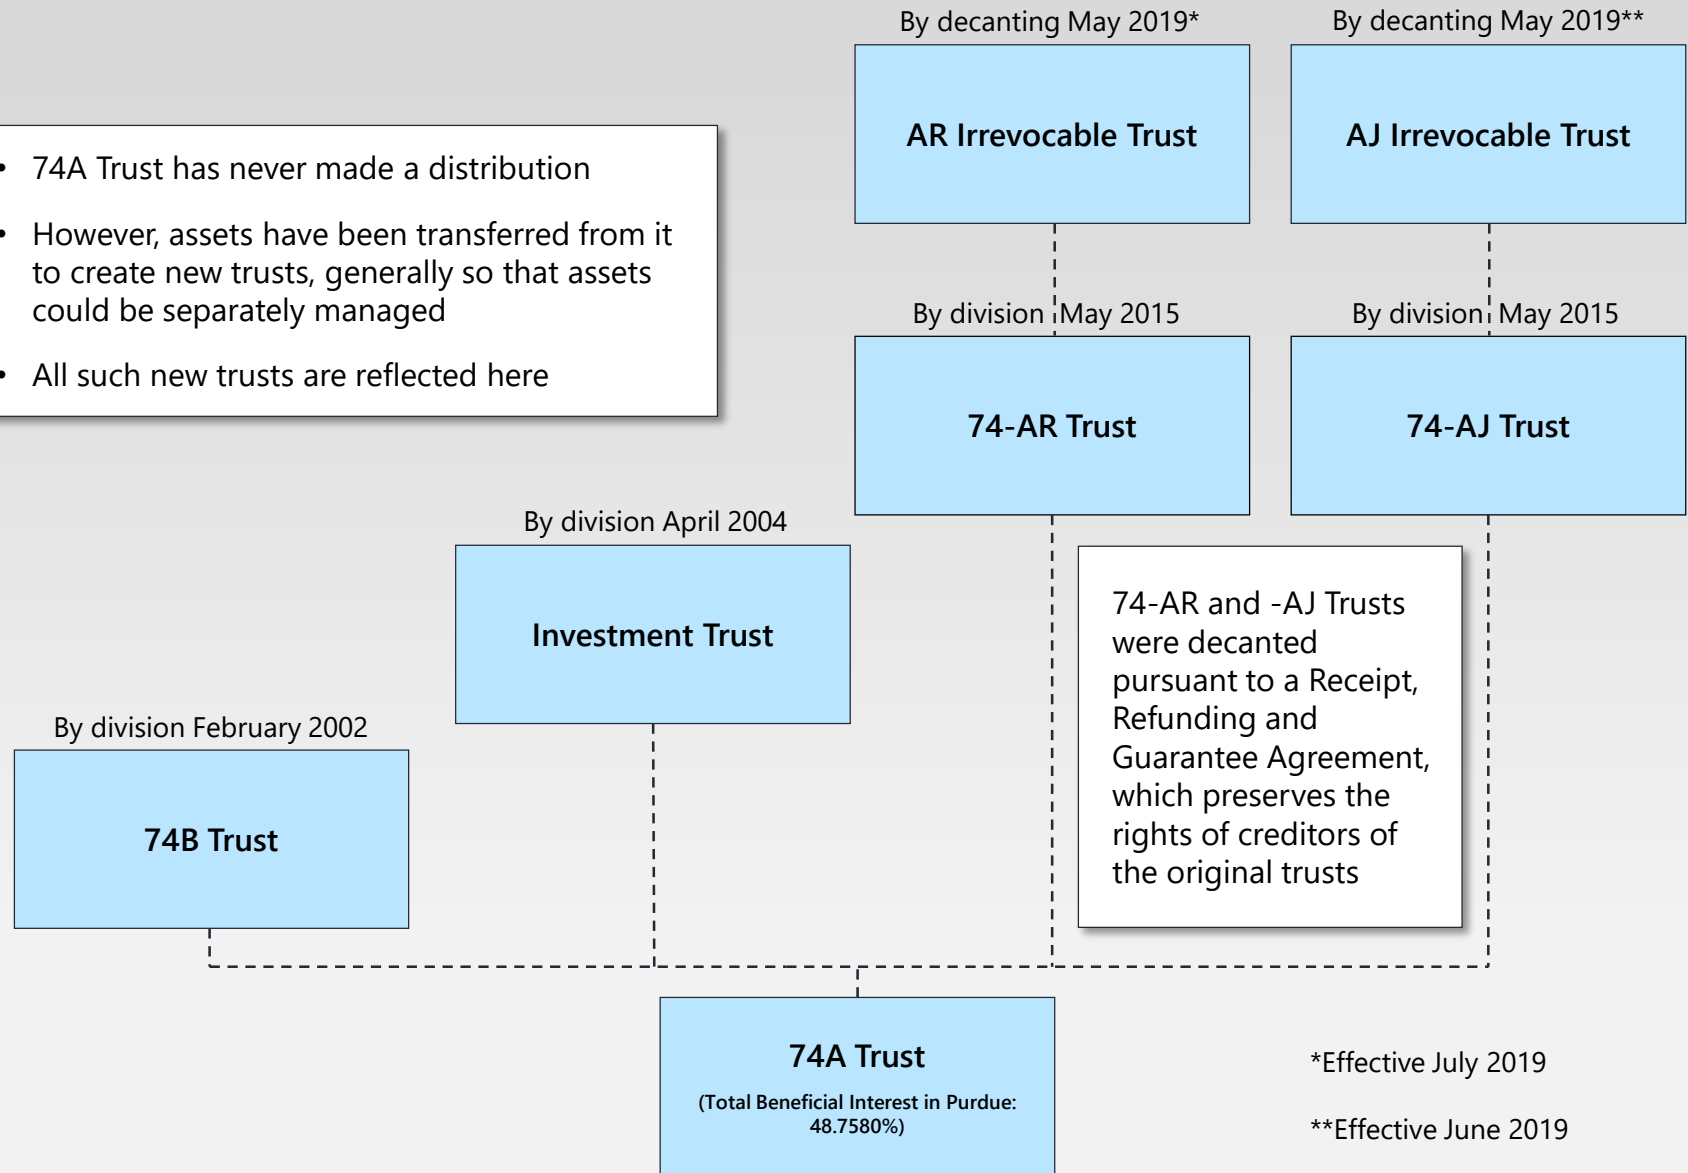 By decanting May 2019*
By decanting May 2019**
AR Irrevocable Trust
AJ Irrevocable Trust
• 74A Trust has never made a distribution
• However, assets have been transferred from it
to create new trusts, generally so that assets
could be separately managed
• All such new trusts are reflected here
By division May 2015
By division May 2015
74-AR Trust
74-AJ Trust
By division April 2004
Investment Trust
74-AR and -AJ Trusts
were decanted
pursuant to a Receipt,
Refunding and
Guarantee Agreement,
which preserves the
rights of creditors of
the original trusts
By division February 2002
74B Trust
74A Trust
(Total Beneficial Interest in Purdue:
48.7580%)
*Effective July 2019
**Effective June 2019